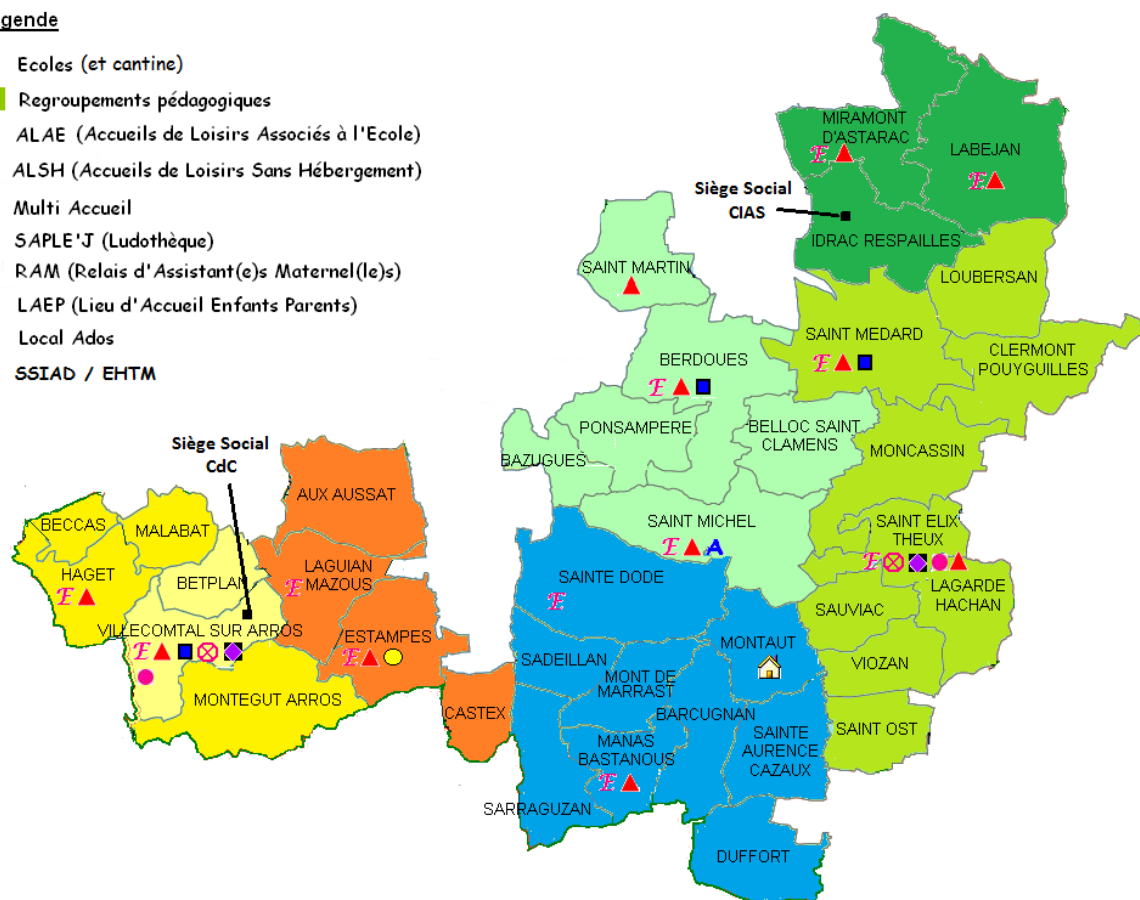 gende
Ecoles (et cantine)
Regroupements pédagogiques
ALAE (Accueils de Loisirs Associés à l'Ecole)
ALSH (Accueils de Loisirs Sans Hébergement)
Multi Accueil
SAPLE'J (Ludothèque)
RAM (Relais d'Assistant(e)s Maternel(le)s)
LAEP (Lieu d'Accueil Enfants Parents)
Local Ados
SSIAD / EHTM
MIRAMONT
D'ASTARAC
E
LABEJAN
E
Siège Social
CIAS
IDRAC RESPAILLES
LOUBERSAN
SAINT MARTIN
SAINT MEDARD
E
CLERMONT
POUYGUILLES
BERDOUES
E
PONSAMPERE
BELLOC SAINT
CLAMENS
BAZUGUES
MONCASSIN
Siège Social
CdC
AUX AUSSAT
BECCAS
MALABAT
SAINT MICHEL
E A
SAINT ELIX
THEUX
E
HAGET
E
BETPLAN
LAGUIAN
MAZOUS
E
SAINTE DODE
E
LAGARDE
HACHAN
SAUVIAC
VILLECOMTAL SUR ARROS
E
ESTAMPES
E
SADEILLAN
MONTAUT
VIOZAN
MONT DE
MARRAST
MONTEGUT ARROS
CASTEX
BARCUGNAN
SAINT OST
MANAS
BASTANOUS
E
SAINTE
AURENCE
CAZAUX
SARRAGUZAN
DUFFORT